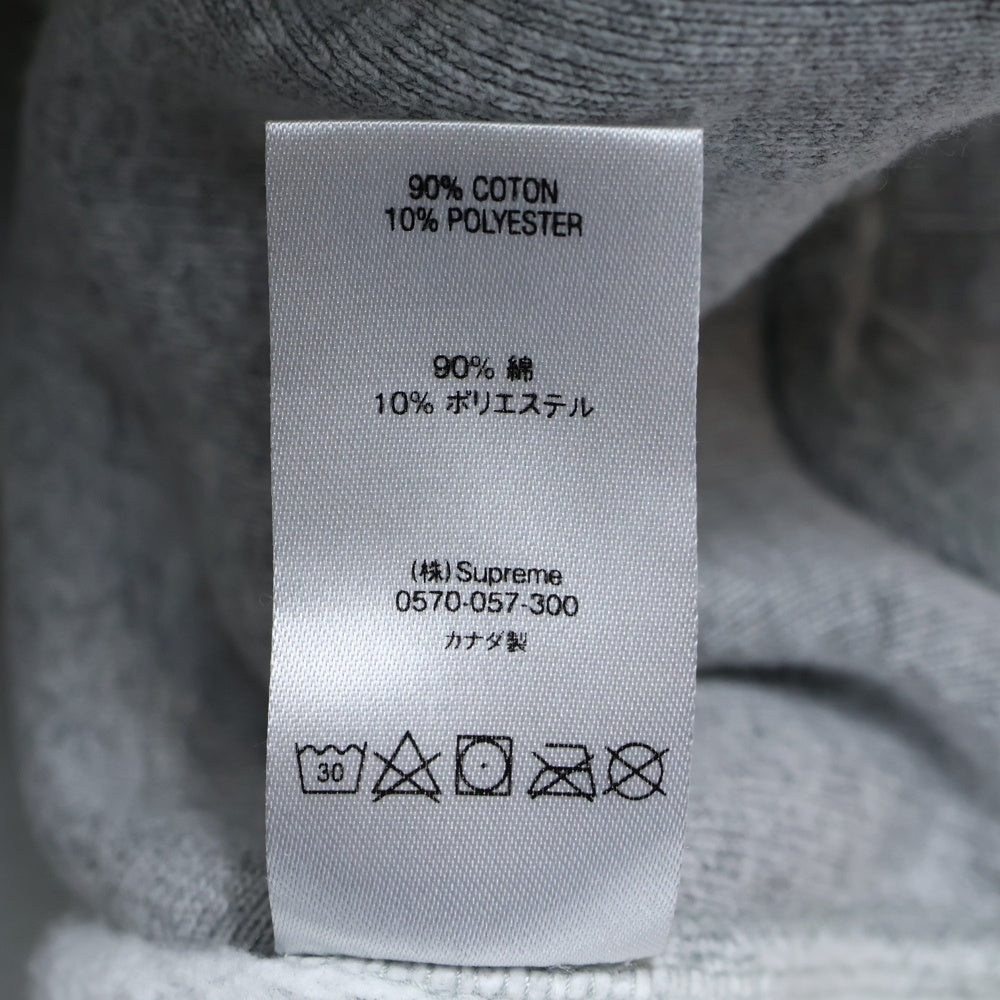 90% COTON
10% POLYESTER
90% 綿
10% ポリエステル
(株)Supreme
0570-057-300
カナダ製
30